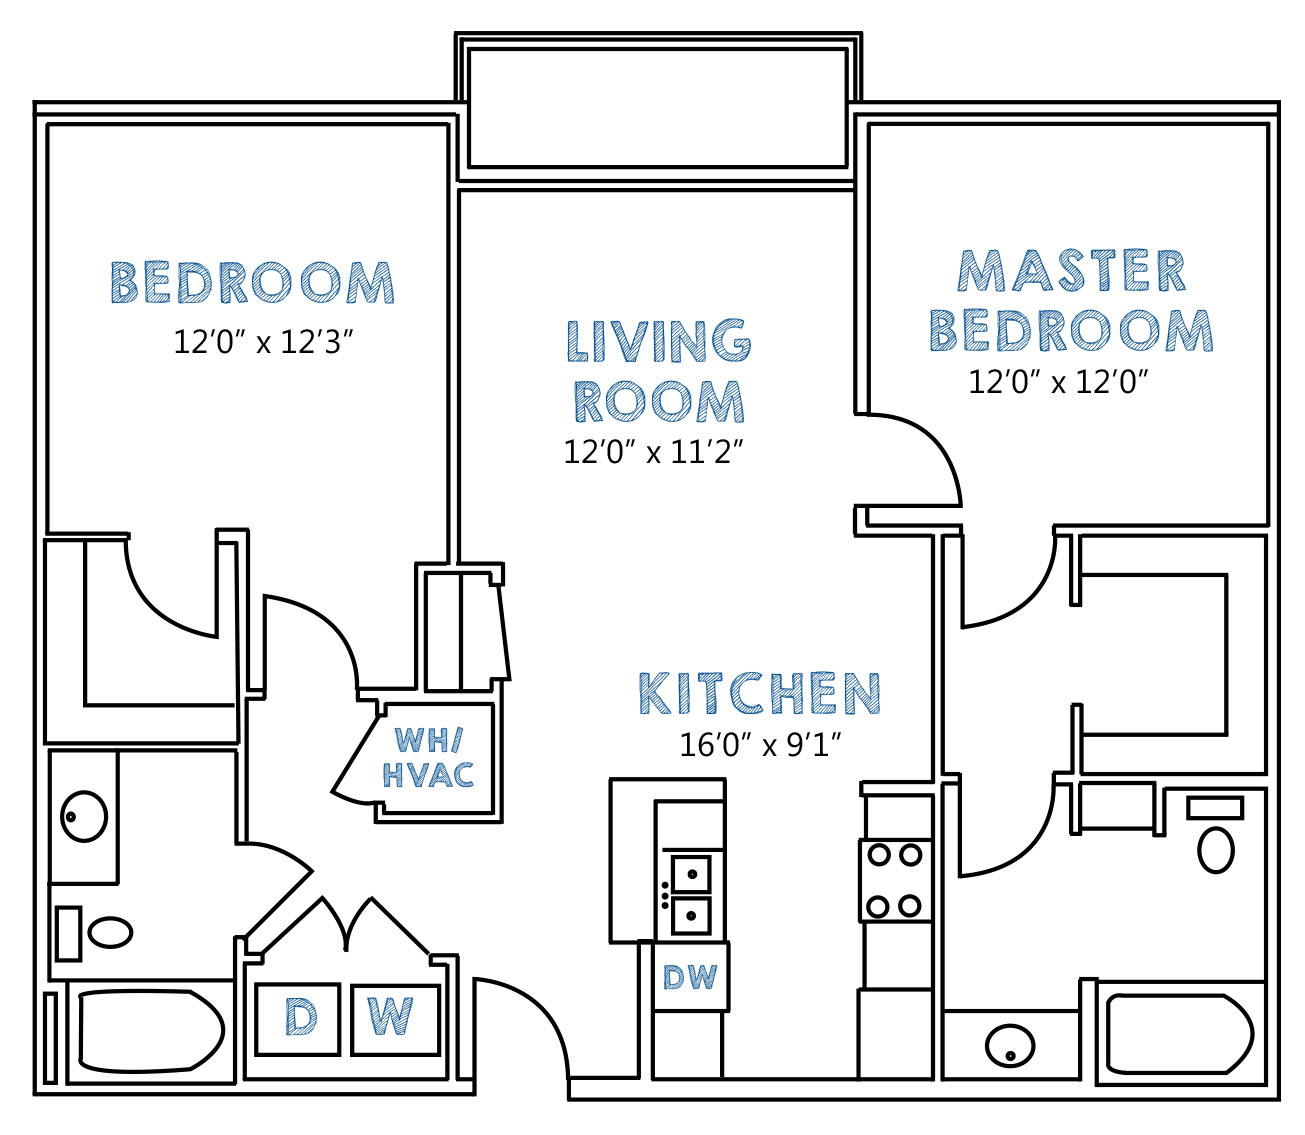 BEDROOM
12'0" x 12'3"
LIVING
ROOM
12'0" x 11'2"
MASTER
BEDROOM
12'0" x 12'0"
KITCHEN
16'0" x 9'1"
WH/
HVAC
DW
D
W